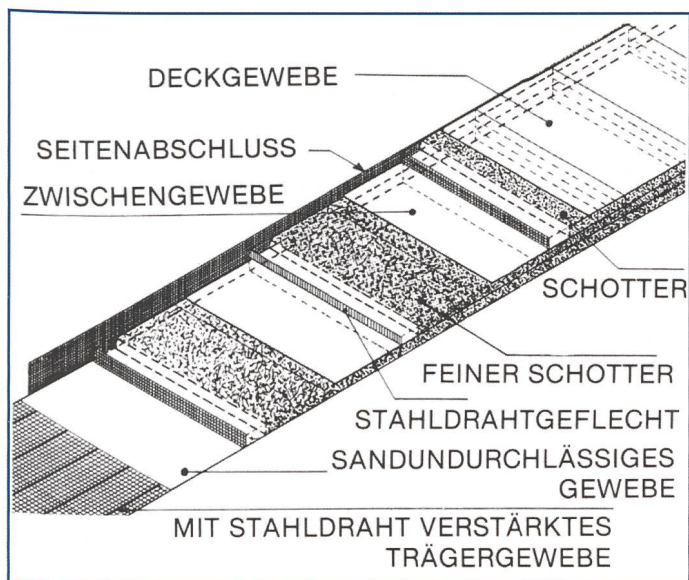 DECKGEWEBE
SEITENABSCHLUSS
ZWISCHENGEWEBE
SCHOTTER
FEINER SCHOTTER
STAHLDRAHTGEFLECHT
SANDUNDURCHLÄSSIGES
GEWEBE
MIT STAHLDRAHT VERSTÄRKTES
TRÄGERGEWEBE